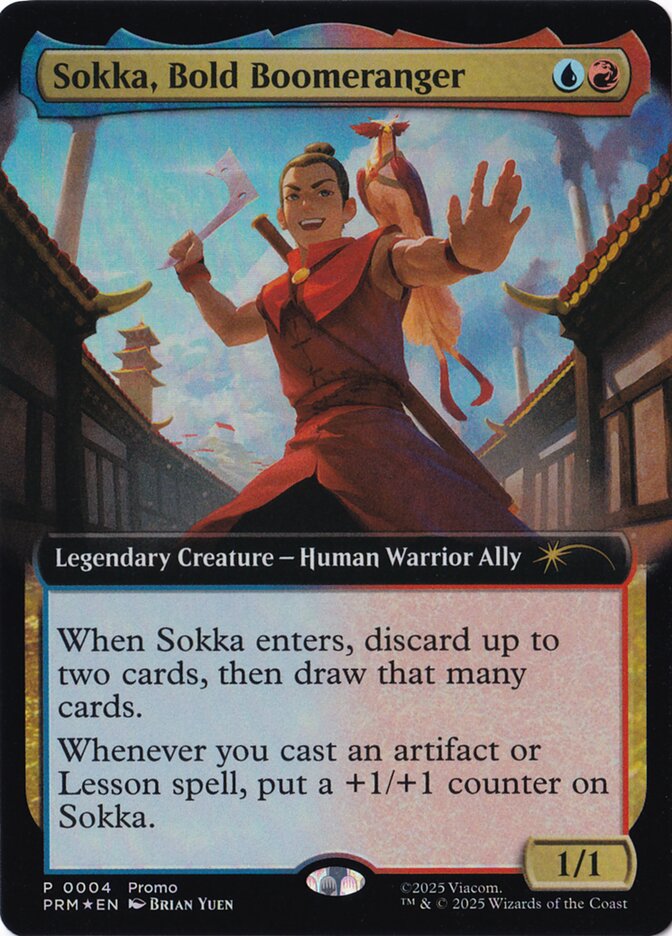 Sokka, Bold Boomeranger
Legendary Creature – Human Warrior Ally
When Sokka enters, discard up to
two cards, then draw that many
cards.
Whenever you cast an artifact or
Lesson spell, put a +1/+1 counter on
Sokka.
1/1
P 0004 Promo
PRM★EN Brian Yuen
©2025 Viacom.
™ & © 2025 Wizards of the Coast